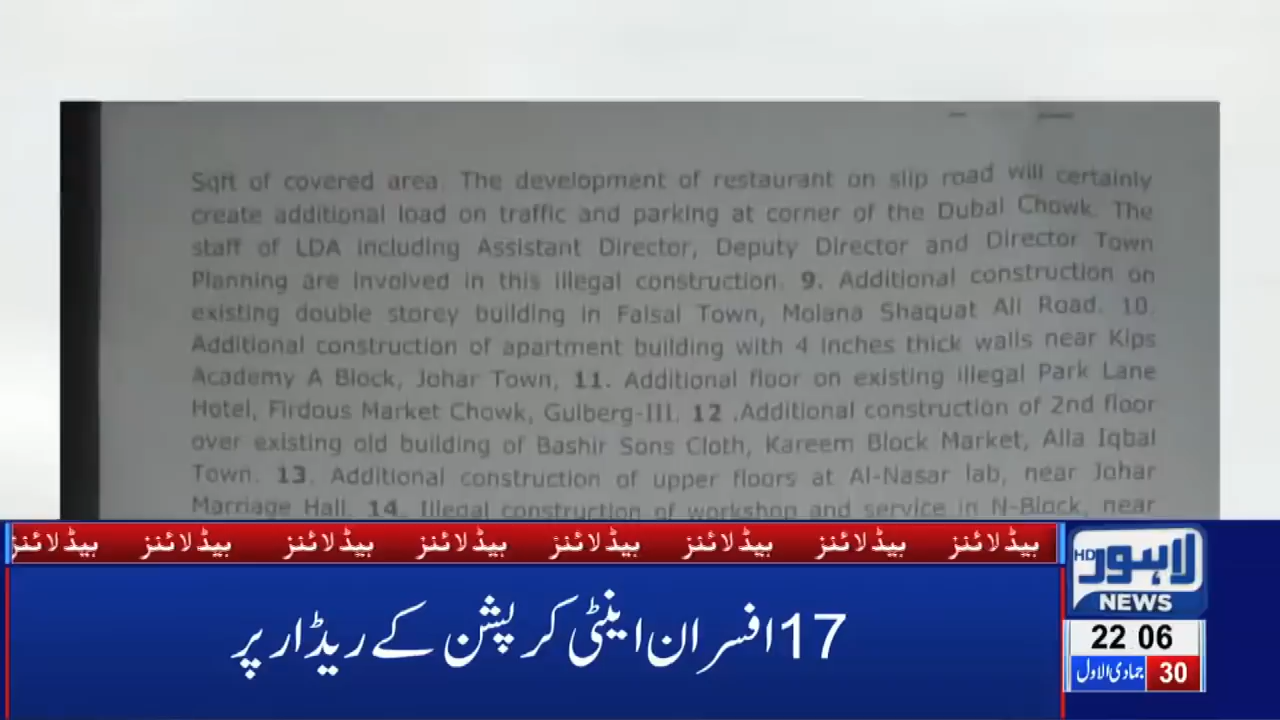 Sqft of covered area. The development of restaurant on slip road will certainly
create additional load on traffic and parking at corner of the Dubai Chowk. The
staff of LDA including Assistant Director, Deputy Director and Director Town
Planning are involved in this illegal construction. 9. Additional construction on
existing double storey building in Faisal Town, Molana Shaquat Ali Road. 10.
Additional construction of apartment building with 4 inches thick walls near Kips
Academy A Block, Johar Town, 11. Additional floor on existing illegal Park Lane
Hotel, Firdous Market Chowk, Gulberg-III. 12 .Additional construction of 2nd floor
over existing old building of Bashir Sons Cloth, Kareem Block Market, Alla Iqbal
Town. 13. Additional construction of upper floors at Al-Nasar lab, near Johar
Marriage Hall. 14. Illegal construction of workshop and service in N-Block, near
ہیڈلائنز ہیڈلائنز ہیڈلائنز ہیڈلائنز ہیڈلائنز ہیڈلائنز ہیڈلائنز ہیڈلائنز
لاہور HD
NEWS
17 افسران اینٹی کرپشن کے ریڈار پر
22 06
30 جمادی الاول